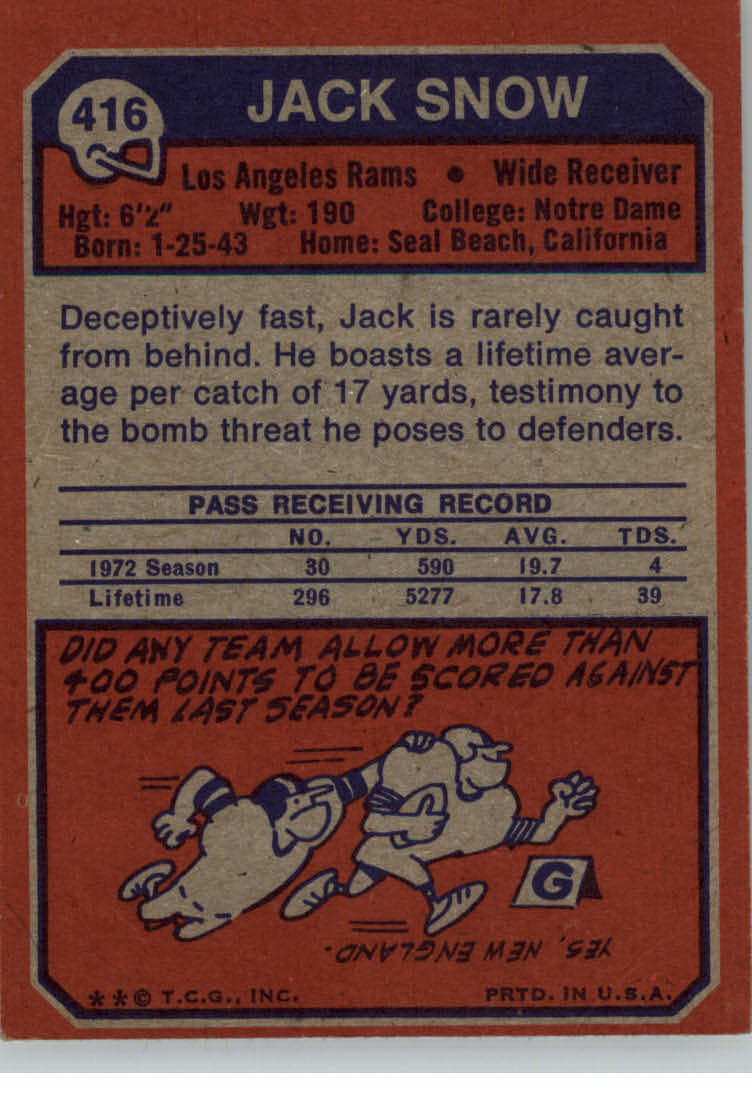 416
JACK SNOW
Los Angeles Rams • Wide Receiver
Hgt: 6'2" Wgt: 190 College: Notre Dame
Born: 1-25-43 Home: Seal Beach, California
Deceptively fast, Jack is rarely caught
from behind. He boasts a lifetime aver-
age per catch of 17 yards, testimony to
the bomb threat he poses to defenders.
PASS RECEIVING RECORD
NO. YDS. AVG. TDS.
1972 Season 30 590 19.7 4
Lifetime 296 5277 17.8 39
DID ANY TEAM ALLOW MORE THAN
400 POINTS TO BE SCORED AGAINST
THEM LAST SEASON?
G
YES, NEW ENGLAND.
**© T.C.G., INC. PRTD. IN U.S.A.